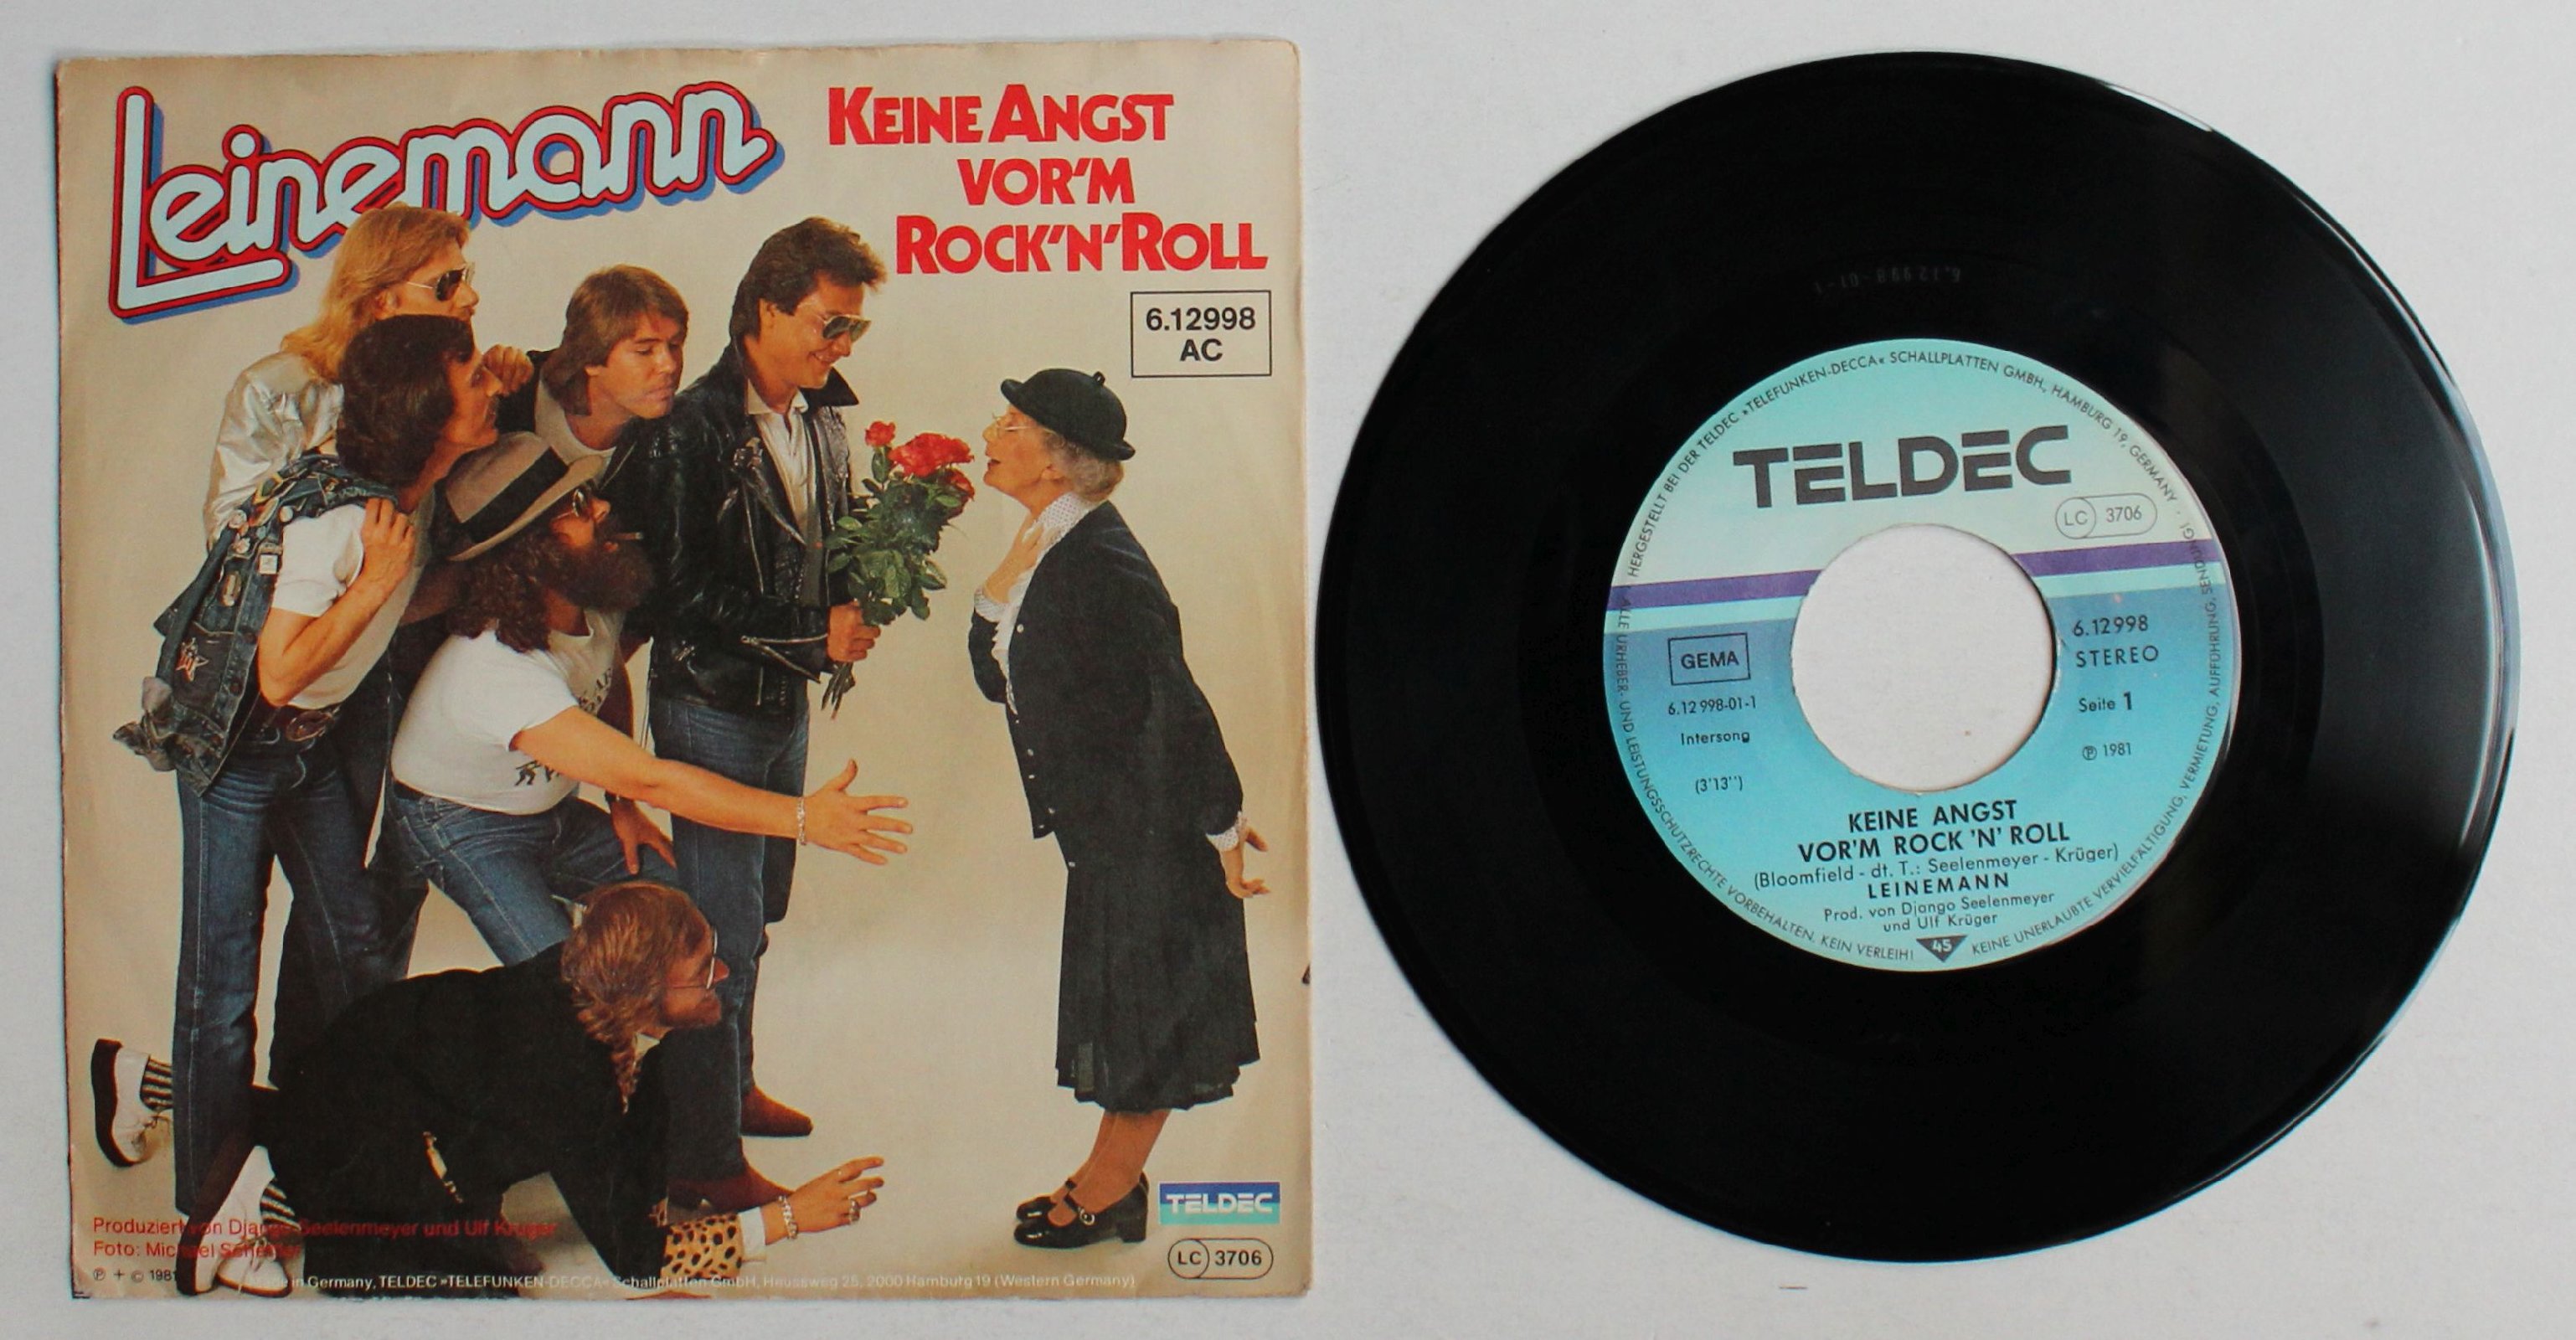 Leinemann
KEINE ANGST
VOR'M
ROCK'N'ROLL
6.12998
AC
Produziert von Django Seelenmeyer und Ulf Krüger
Foto: Michael
℗ + © 1981
Made in Germany, TELDEC »TELEFUNKEN-DECCA« Schallplatten GmbH, Heussweg 25, 2000 Hamburg 19 (Western Germany)
TELDEC
LC 3706
6.12998-01-1
HERGESTELLT BEI DER TELDEC »TELEFUNKEN-DECCA« SCHALLPLATTEN GMBH, HAMBURG 19, GERMANY ·
TELDEC
LC 3706
GEMA
6.12 998-01-1
Intersong
(3'13'')
6.12998
STEREO
Seite 1
℗ 1981
KEINE ANGST
VOR'M ROCK 'N' ROLL
(Bloomfield - dt. T.: Seelenmeyer - Krüger)
LEINEMANN
Prod. von Django Seelenmeyer
und Ulf Krüger
45
ALLE URHEBER- UND LEISTUNGSSCHUTZRECHTE VORBEHALTEN. KEIN VERLEIH! KEINE UNERLAUBTE VERVIELFÄLTIGUNG, VERMIETUNG, AUFFÜHRUNG, SENDUNG!